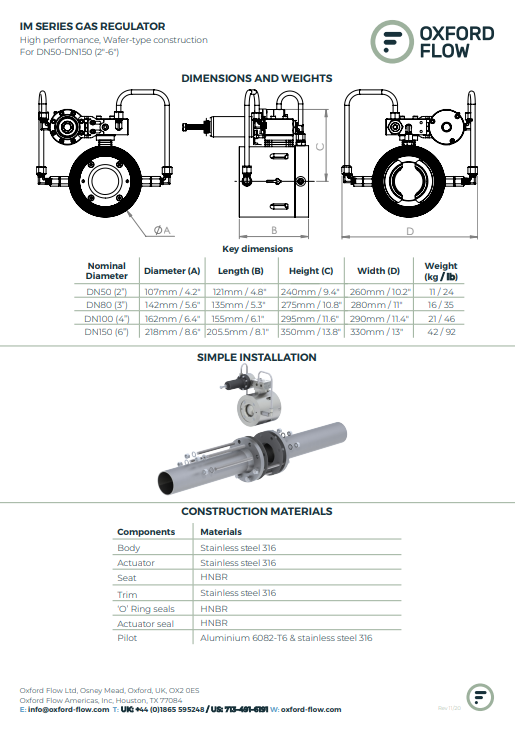 IM SERIES GAS REGULATOR
High performance, Wafer-type construction
For DN50-DN150 (2"-6")
OXFORD
FLOW
DIMENSIONS AND WEIGHTS
ØA
B
C
D
Key dimensions
Nominal Diameter Diameter (A) Length (B) Height (C) Width (D) Weight (kg / lb)
DN50 (2") 107mm / 4.2" 121mm / 4.8" 240mm / 9.4" 260mm / 10.2" 11 / 24
DN80 (3") 142mm / 5.6" 135mm / 5.3" 275mm / 10.8" 280mm / 11" 16 / 35
DN100 (4") 162mm / 6.4" 155mm / 6.1" 295mm / 11.6" 290mm / 11.4" 21 / 46
DN150 (6") 218mm / 8.6" 205.5mm / 8.1" 350mm / 13.8" 330mm / 13" 42 / 92
SIMPLE INSTALLATION
CONSTRUCTION MATERIALS
Components Materials
Body Stainless steel 316
Actuator Stainless steel 316
Seat HNBR
Trim Stainless steel 316
'O' Ring seals HNBR
Actuator seal HNBR
Pilot Aluminium 6082-T6 & stainless steel 316
Oxford Flow Ltd, Osney Mead, Oxford, UK, OX2 0ES
Oxford Flow Americas, Inc, Houston, TX 77084
E: info@oxford-flow.com T: UK: +44 (0)1865 595248 / US: 713-491-6191 W: oxford-flow.com